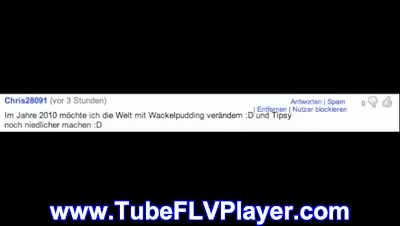 Chris28091 (vor 3 Stunden)
Antworten | Spam
0
| Entfernen | Nutzer blockieren
Im Jahre 2010 möchte ich die Welt mit Wackelpudding verändern :D und Tipsy
noch niedlicher machen :D
www.TubeFLVPlayer.com